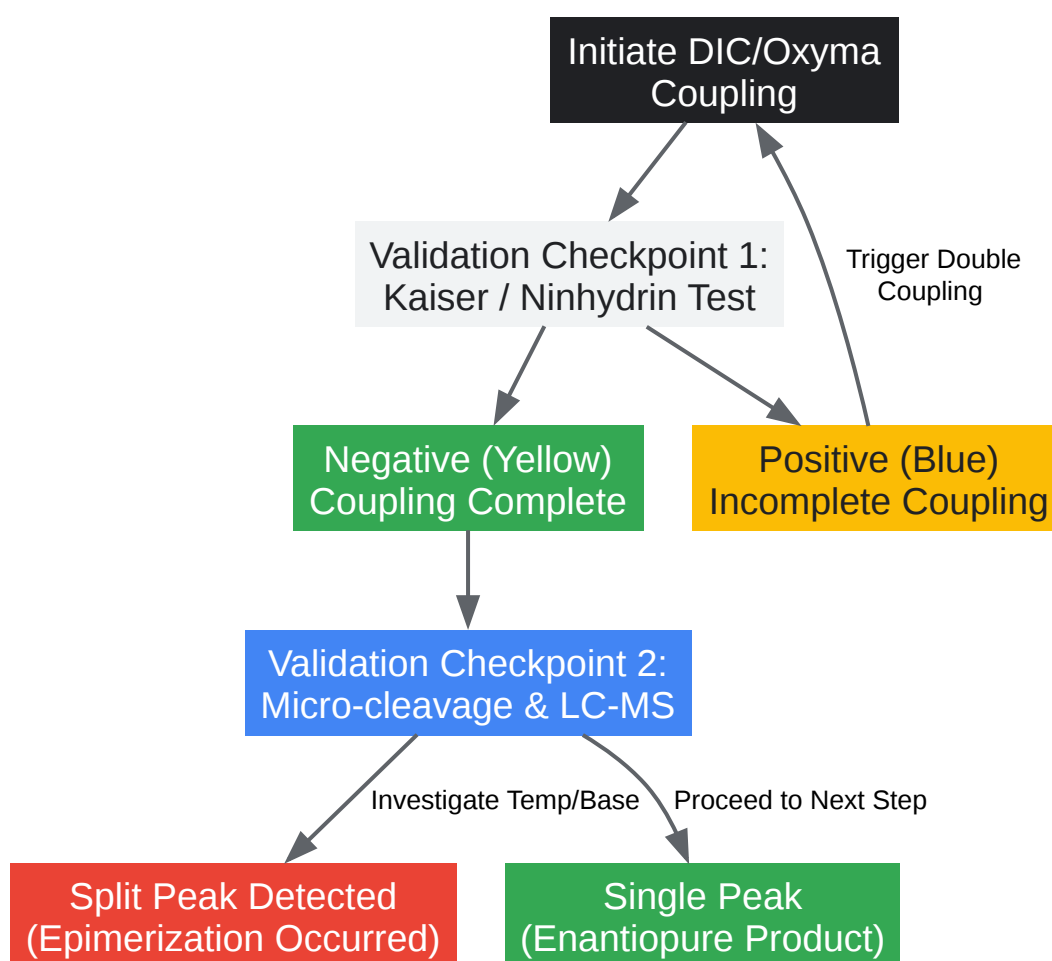 Initiate DIC/Oxyma
Coupling
Validation Checkpoint 1:
Kaiser / Ninhydrin Test
Trigger Double
Coupling
Negative (Yellow)
Coupling Complete
Positive (Blue)
Incomplete Coupling
Validation Checkpoint 2:
Micro-cleavage & LC-MS
Investigate Temp/Base
Proceed to Next Step
Split Peak Detected
(Epimerization Occurred)
Single Peak
(Enantiopure Product)